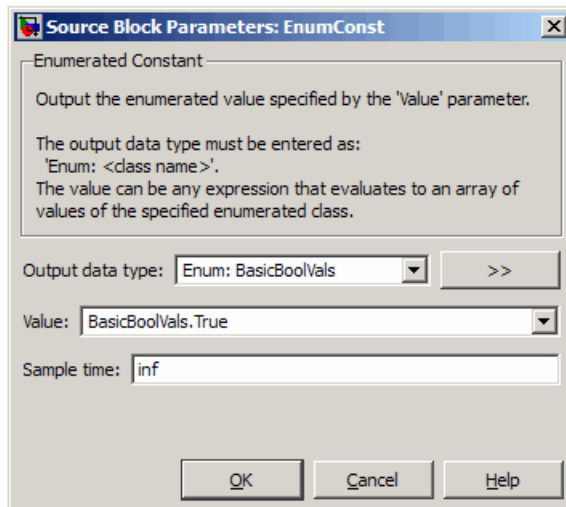 Source Block Parameters: EnumConst
Enumerated Constant
Output the enumerated value specified by the 'Value' parameter.
The output data type must be entered as:
'Enum: <class name>'.
The value can be any expression that evaluates to an array of
values of the specified enumerated class.
Output data type: Enum: BasicBoolVals >>
Value: BasicBoolVals.True
Sample time: inf
OK Cancel Help